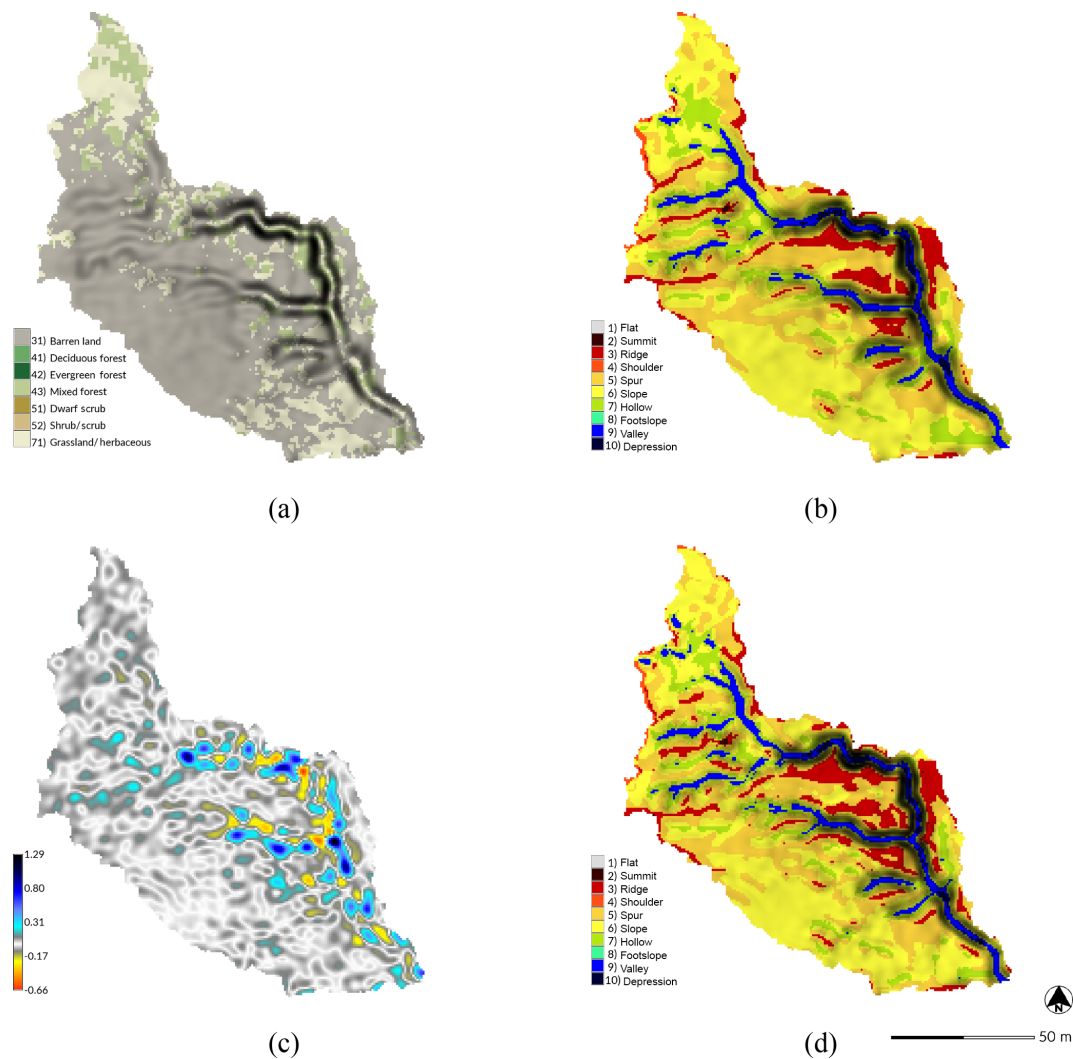 31) Barren land
41) Deciduous forest
42) Evergreen forest
43) Mixed forest
51) Dwarf scrub
52) Shrub/scrub
71) Grassland/herbaceous
(a)
1) Flat
2) Summit
3) Ridge
4) Shoulder
5) Spur
6) Slope
7) Hollow
8) Footslope
9) Valley
10) Depression
(b)
1.29
0.80
0.31
-0.17
-0.66
(c)
1) Flat
2) Summit
3) Ridge
4) Shoulder
5) Spur
6) Slope
7) Hollow
8) Footslope
9) Valley
10) Depression
(d)
N
50 m